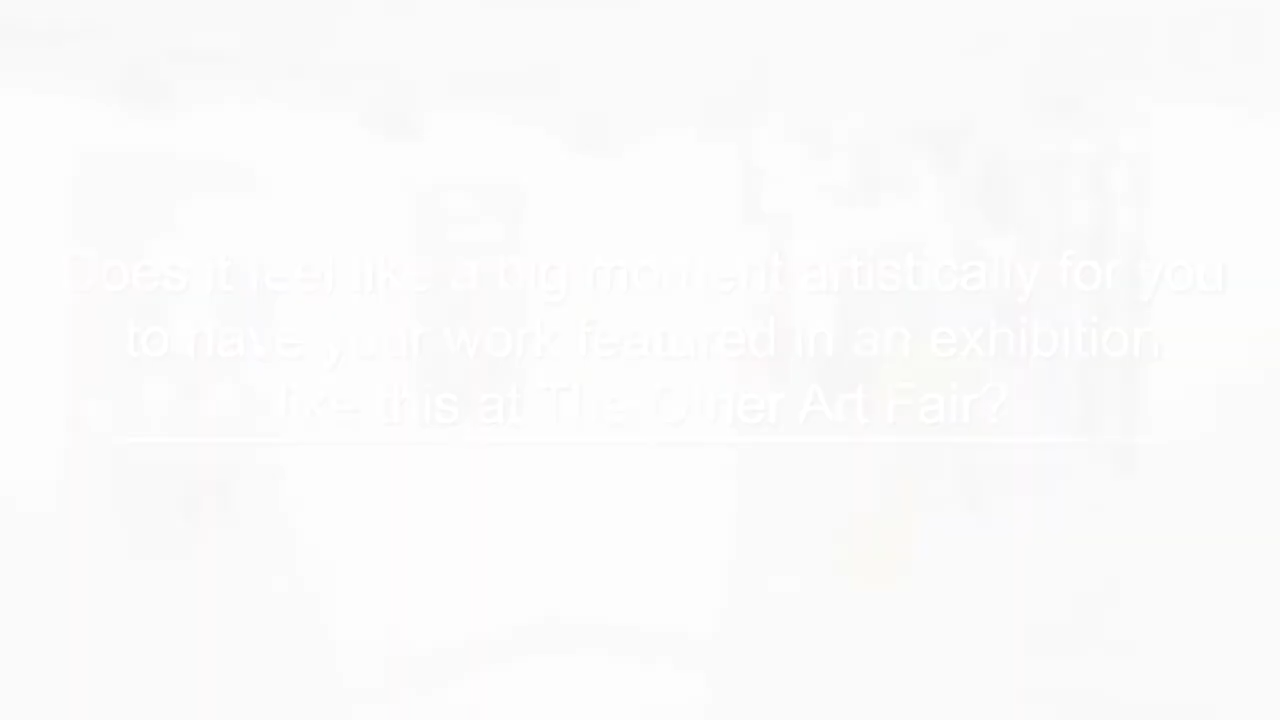 Does it feel like a big moment artistically for you
to have your work featured in an exhibition
like this at The Other Art Fair?